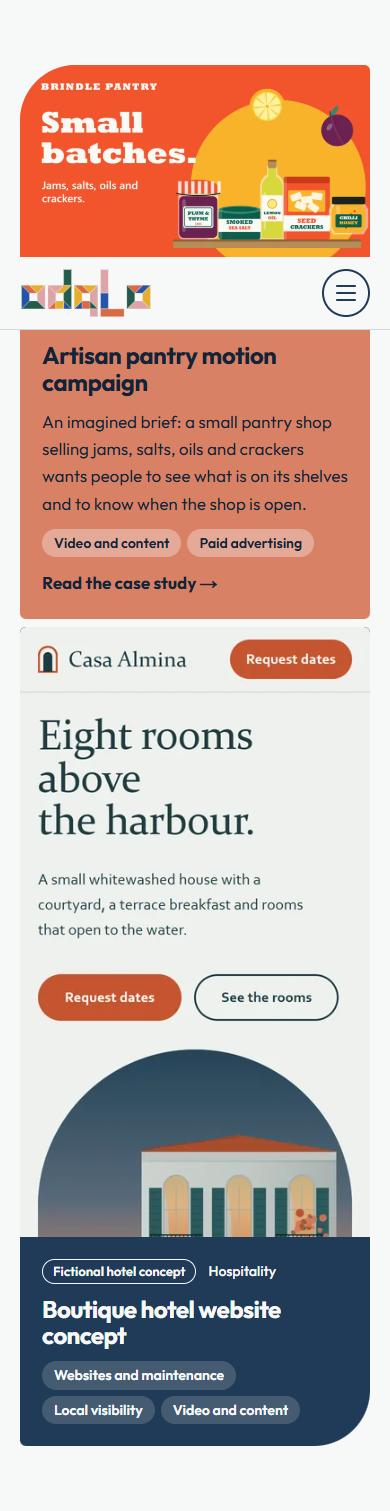 BRINDLE PANTRY
Small
batches.
Jams, salts, oils and
crackers.
PLUM &
THYME
SMOKED
SEA SALT
LEMON
OIL
SEED
CRACKERS
CHILLI
HONEY
adalo
Artisan pantry motion
campaign
An imagined brief: a small pantry shop
selling jams, salts, oils and crackers
wants people to see what is on its shelves
and to know when the shop is open.
Video and content
Paid advertising
Read the case study →
Casa Almina
Request dates
Eight rooms
above
the harbour.
A small whitewashed house with a
courtyard, a terrace breakfast and rooms
that open to the water.
Request dates
See the rooms
Fictional hotel concept
Hospitality
Boutique hotel website
concept
Websites and maintenance
Local visibility
Video and content